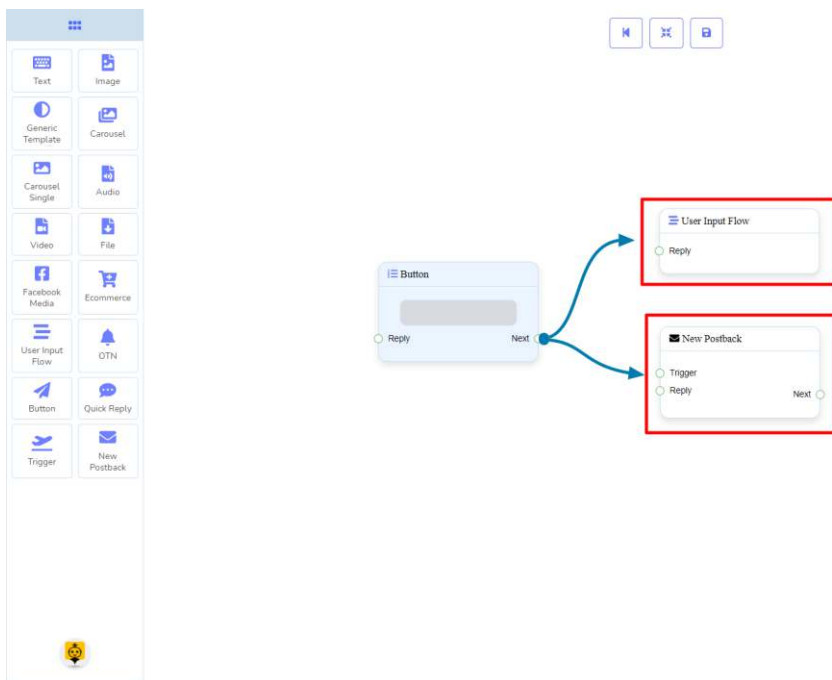 Text
Image
Generic
Template
Carousel
Carousel
Single
Audio
Video
File
Facebook
Media
Ecommerce
User Input
Flow
OTN
Button
Quick Reply
Trigger
New
Postback
Button
Reply
Next
User Input Flow
Reply
New Postback
Trigger
Reply
Next